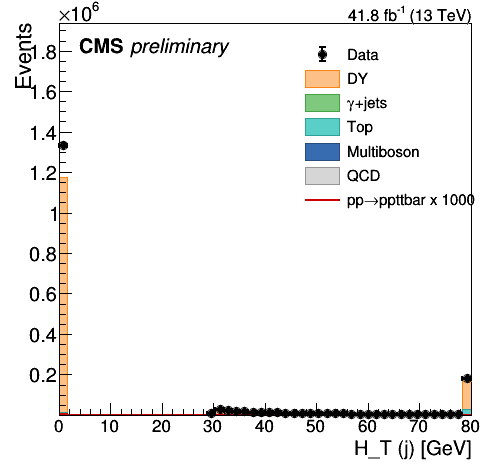 ×10^6
41.8 fb^-1 (13 TeV)
Events
CMS preliminary
Data
DY
γ+jets
Top
Multiboson
QCD
pp→ppttbar x 1000
1.8
1.6
1.4
1.2
1
0.8
0.6
0.4
0.2
0 10 20 30 40 50 60 70 80
H_T (j) [GeV]